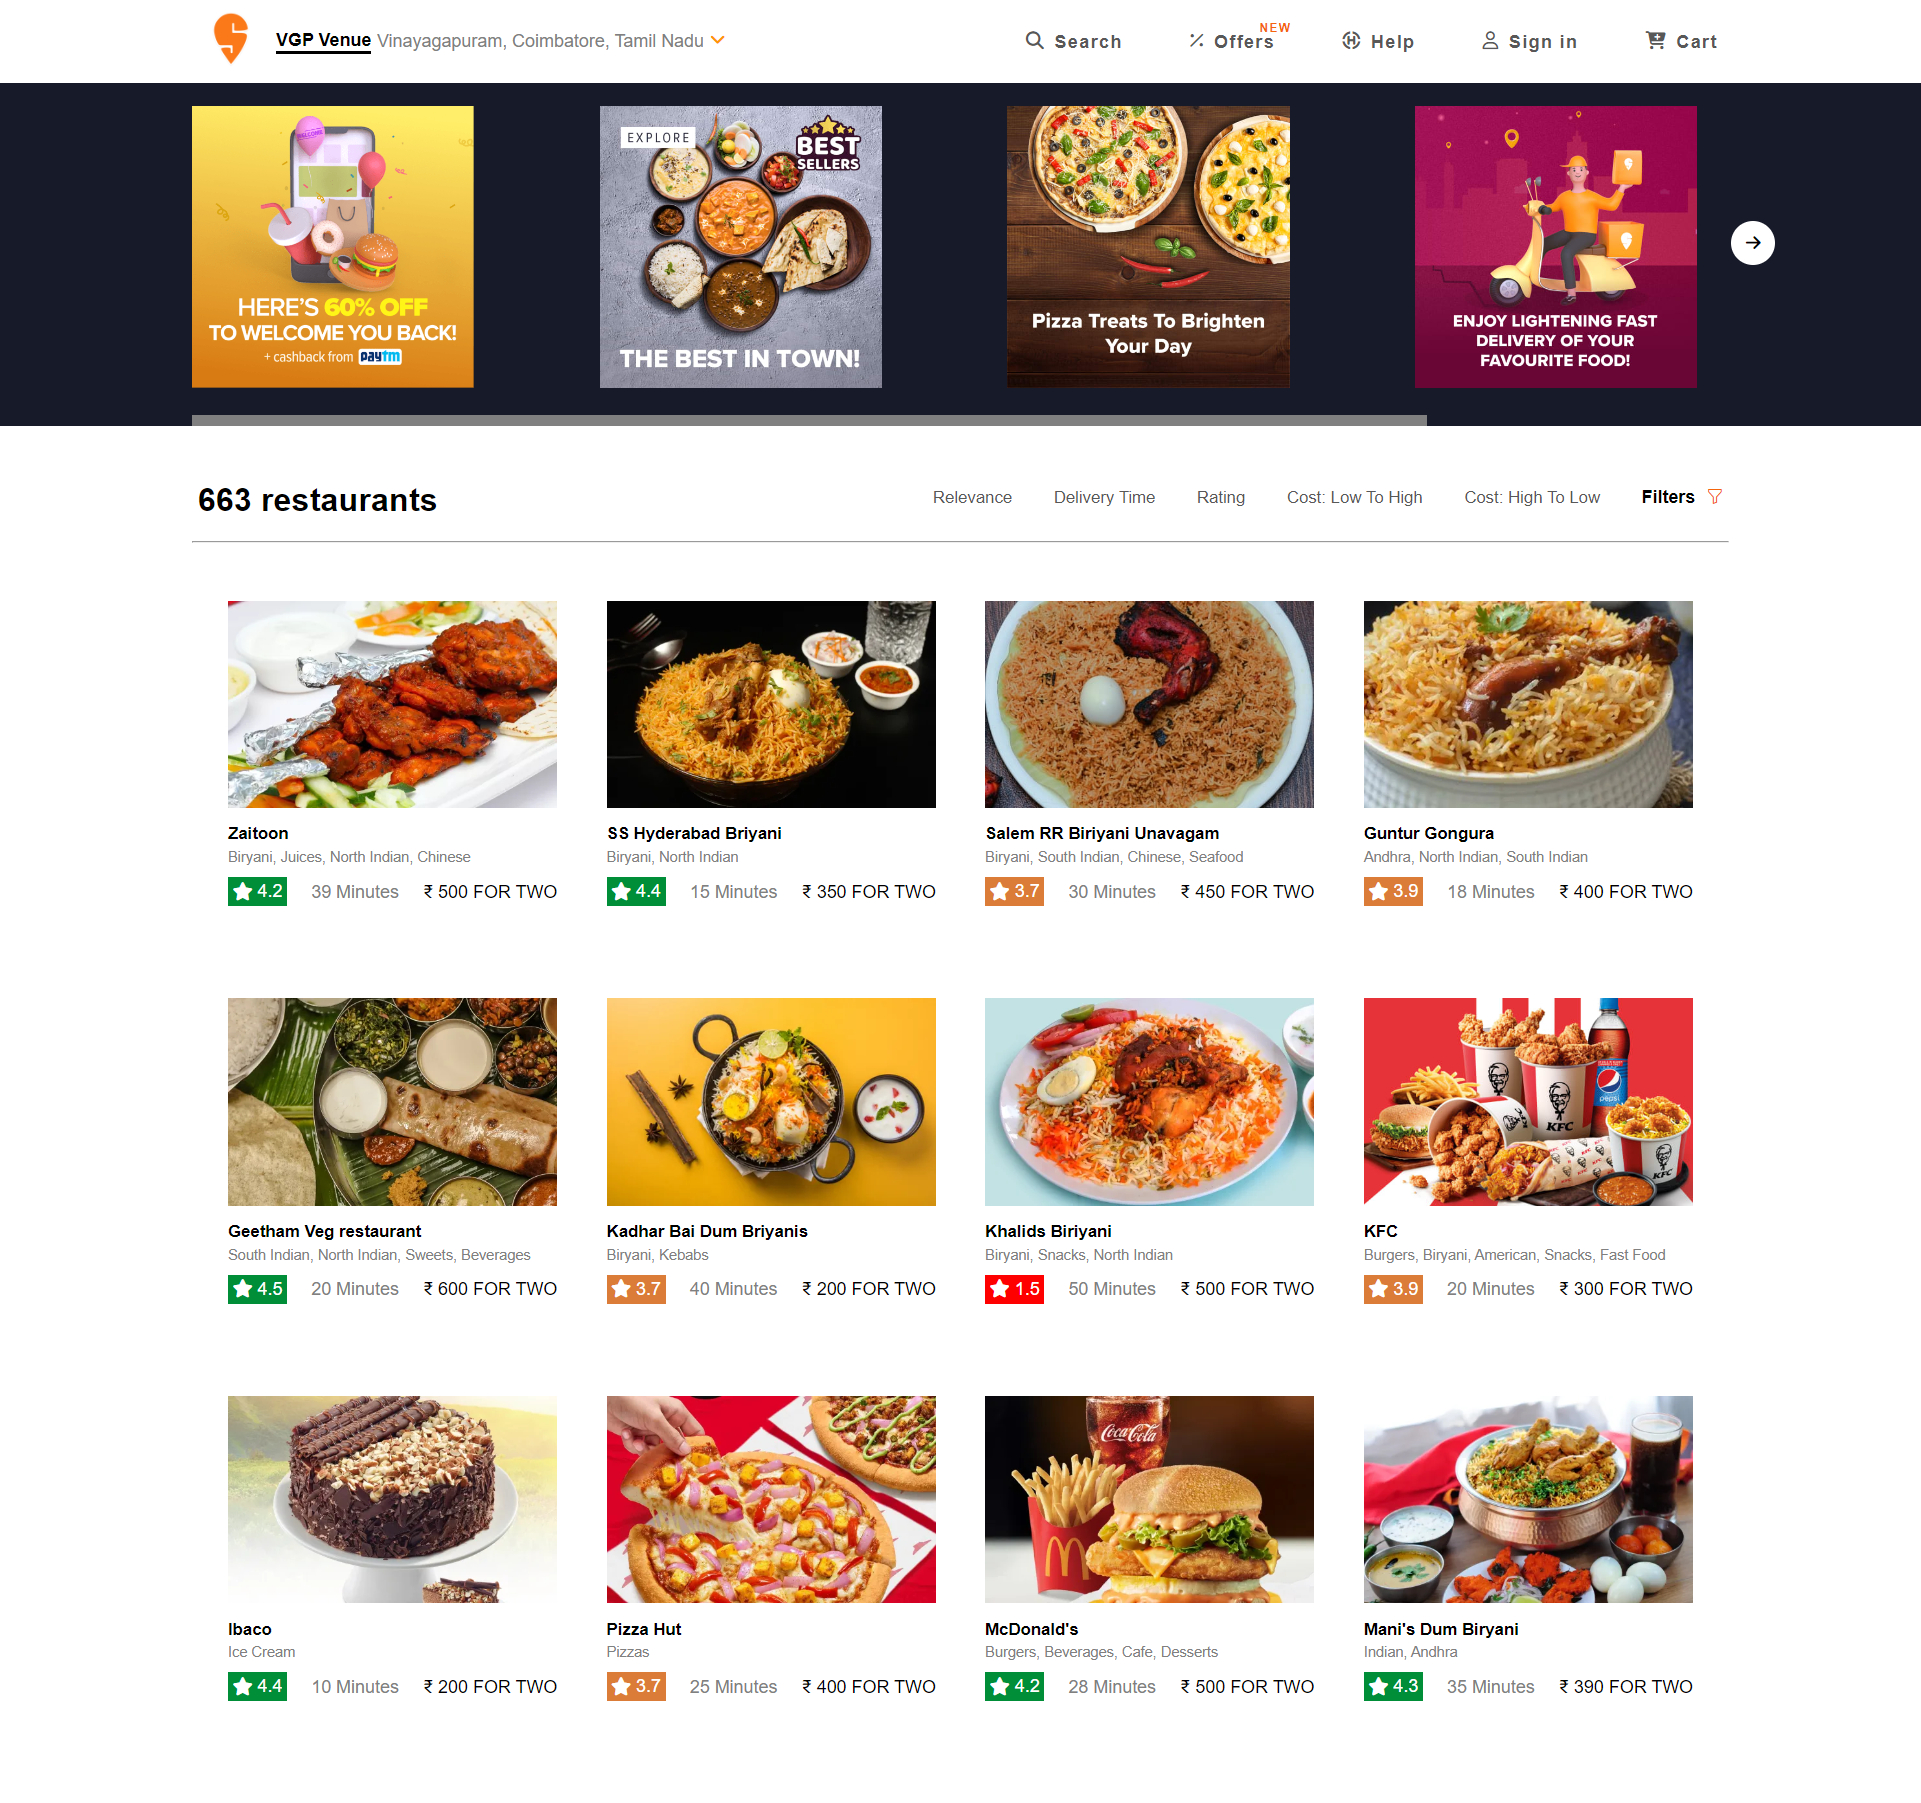 VGP Venue Vinayagapuram, Coimbatore, Tamil Nadu
Search
Offers
NEW
Help
Sign in
Cart
WELCOME
HERE'S 60% OFF
TO WELCOME YOU BACK!
+ cashback from paytm
EXPLORE
BEST
SELLERS
THE BEST IN TOWN!
Pizza Treats To Brighten
Your Day
ENJOY LIGHTENING FAST
DELIVERY OF YOUR
FAVOURITE FOOD!
663 restaurants
Relevance
Delivery Time
Rating
Cost: Low To High
Cost: High To Low
Filters
Zaitoon
Biryani, Juices, North Indian, Chinese
4.2 39 Minutes ₹ 500 FOR TWO
SS Hyderabad Briyani
Biryani, North Indian
4.4 15 Minutes ₹ 350 FOR TWO
Salem RR Biriyani Unavagam
Biryani, South Indian, Chinese, Seafood
3.7 30 Minutes ₹ 450 FOR TWO
Guntur Gongura
Andhra, North Indian, South Indian
3.9 18 Minutes ₹ 400 FOR TWO
Geetham Veg restaurant
South Indian, North Indian, Sweets, Beverages
4.5 20 Minutes ₹ 600 FOR TWO
Kadhar Bai Dum Briyanis
Biryani, Kebabs
3.7 40 Minutes ₹ 200 FOR TWO
Khalids Biriyani
Biryani, Snacks, North Indian
1.5 50 Minutes ₹ 500 FOR TWO
pepsi
KFC
KFC
KFC
Burgers, Biryani, American, Snacks, Fast Food
3.9 20 Minutes ₹ 300 FOR TWO
Ibaco
Ice Cream
4.4 10 Minutes ₹ 200 FOR TWO
Pizza Hut
Pizzas
3.7 25 Minutes ₹ 400 FOR TWO
Coca-Cola
McDonald's
Burgers, Beverages, Cafe, Desserts
4.2 28 Minutes ₹ 500 FOR TWO
Mani's Dum Biryani
Indian, Andhra
4.3 35 Minutes ₹ 390 FOR TWO